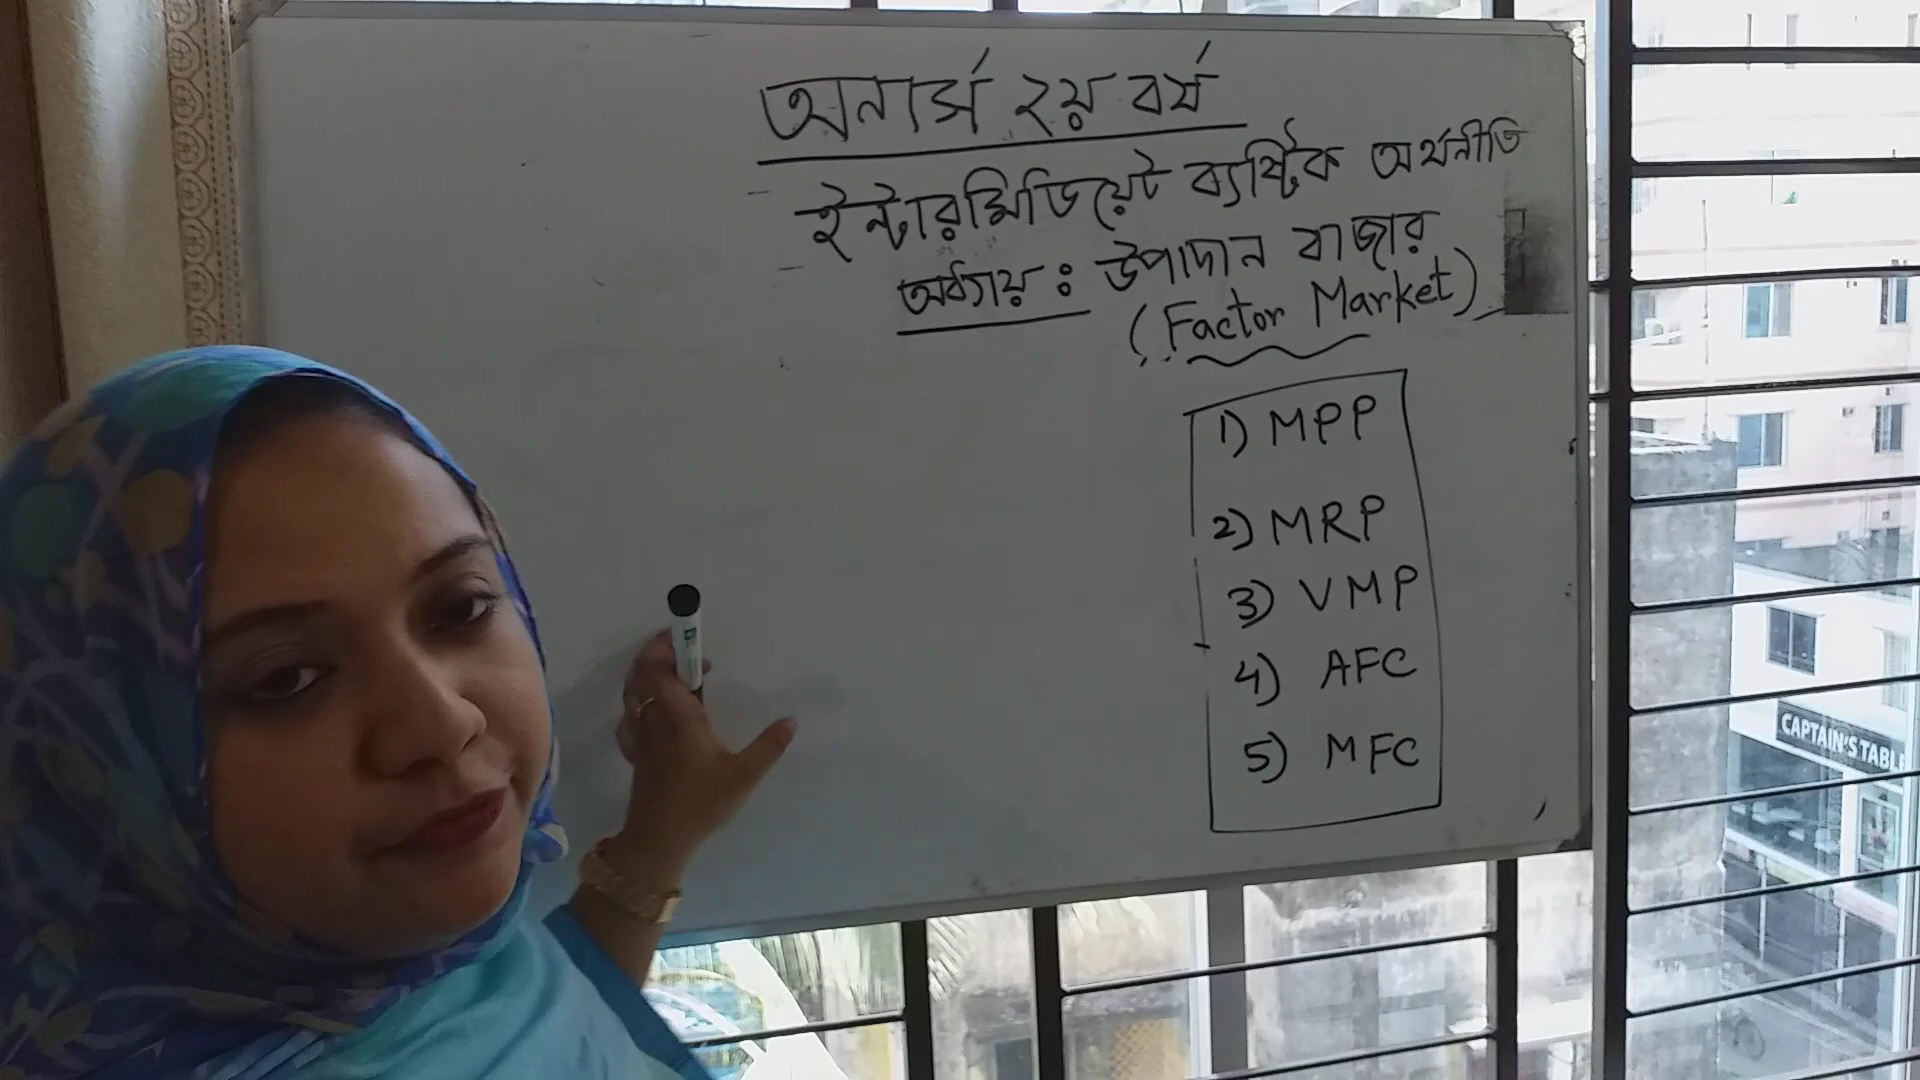 অনার্স ২য় বর্ষ
ইন্টারমিডিয়েট ব্যষ্টিক অর্থনীতি
অধ্যায় : উপাদান বাজার
(Factor Market)
1) MPP
2) MRP
3) VMP
4) AFC
5) MFC
CAPTAIN'S TABL